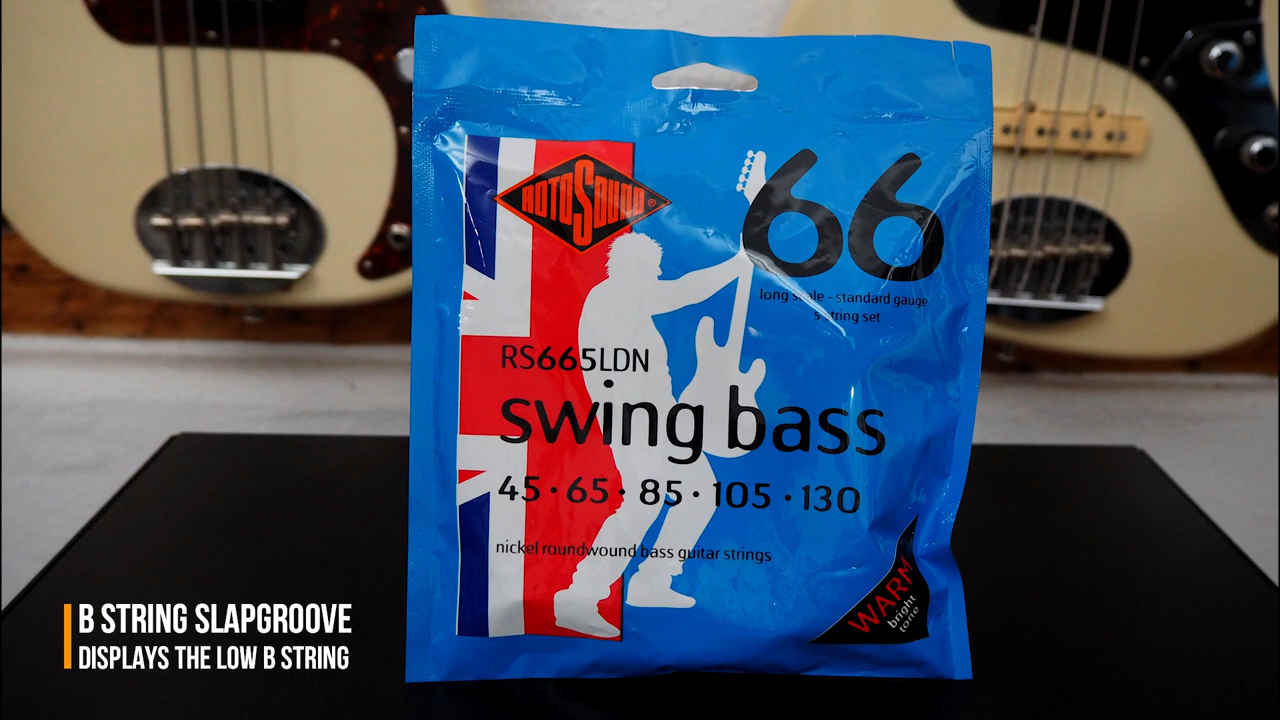 ROTOSOUND®
66
long scale - standard gauge
5 string set
RS665LDN
swing bass
45 · 65 · 85 · 105 · 130
nickel roundwound bass guitar strings
WARM
bright
tone
B STRING SLAPGROOVE
DISPLAYS THE LOW B STRING